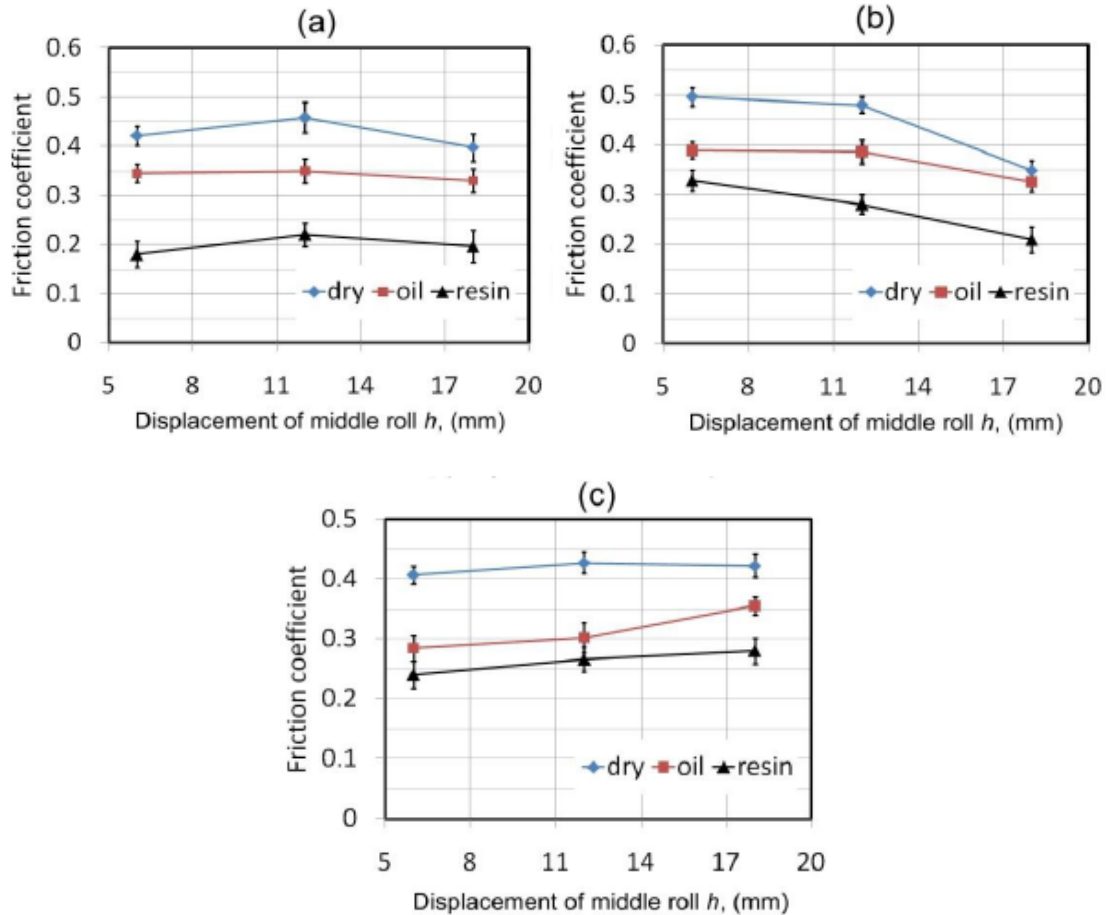 (a)
0.6
0.5
0.4
0.3
0.2
0.1
0
Friction coefficient
dry oil resin
5 8 11 14 17 20
Displacement of middle roll h, (mm)
(b)
0.6
0.5
0.4
0.3
0.2
0.1
0
Friction coefficient
dry oil resin
5 8 11 14 17 20
Displacement of middle roll h, (mm)
(c)
0.5
0.4
0.3
0.2
0.1
0
Friction coefficient
dry oil resin
5 8 11 14 17 20
Displacement of middle roll h, (mm)